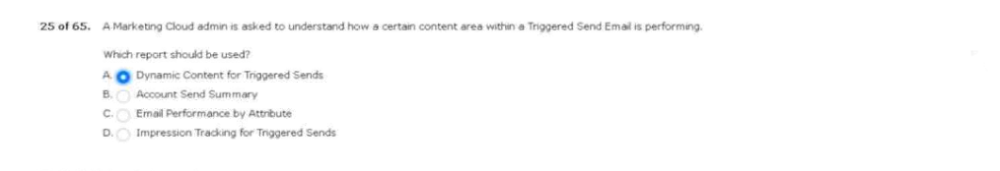 25 of 65. A Marketing Cloud admin is asked to understand how a certain content area within a Triggered Send Email is performing.
Which report should be used?
A. Dynamic Content for Triggered Sends
B. Account Send Summary
C. Email Performance by Attribute
D. Impression Tracking for Triggered Sends